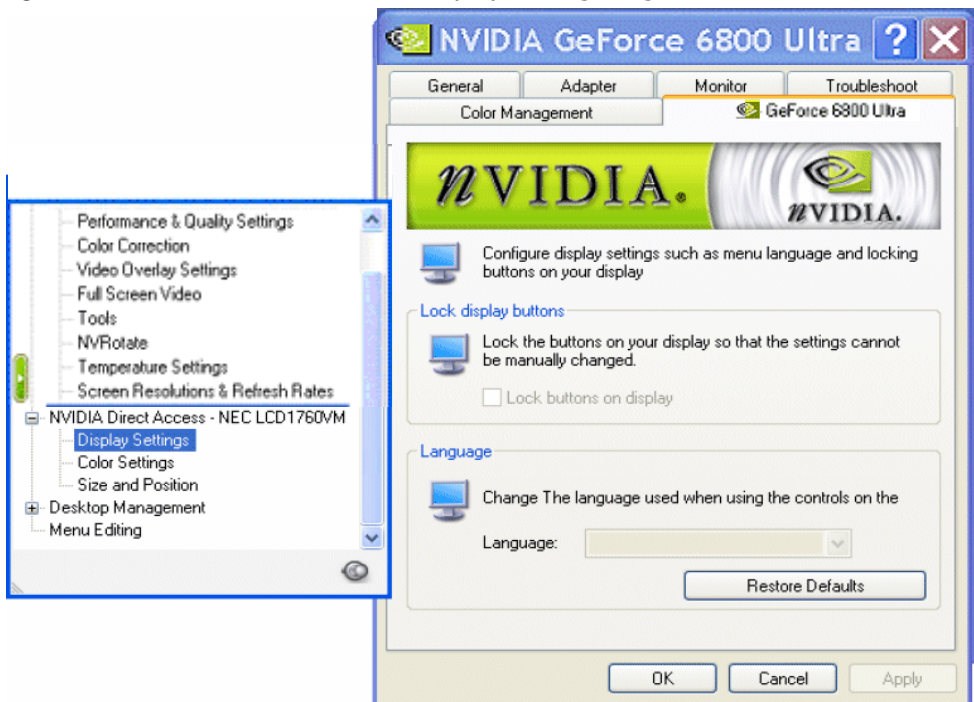 NVIDIA GeForce 6800 Ultra
General
Adapter
Monitor
Troubleshoot
Color Management
GeForce 6800 Ultra
nVIDIA.
nVIDIA.
Configure display settings such as menu language and locking
buttons on your display
Lock display buttons
Lock the buttons on your display so that the settings cannot
be manually changed.
Lock buttons on display
Language
Change The language used when using the controls on the
Language:
Restore Defaults
OK
Cancel
Apply
Performance & Quality Settings
Color Correction
Video Overlay Settings
Full Screen Video
Tools
NVRotate
Temperature Settings
Screen Resolutions & Refresh Rates
NVIDIA Direct Access - NEC LCD1760VM
Display Settings
Color Settings
Size and Position
Desktop Management
Menu Editing